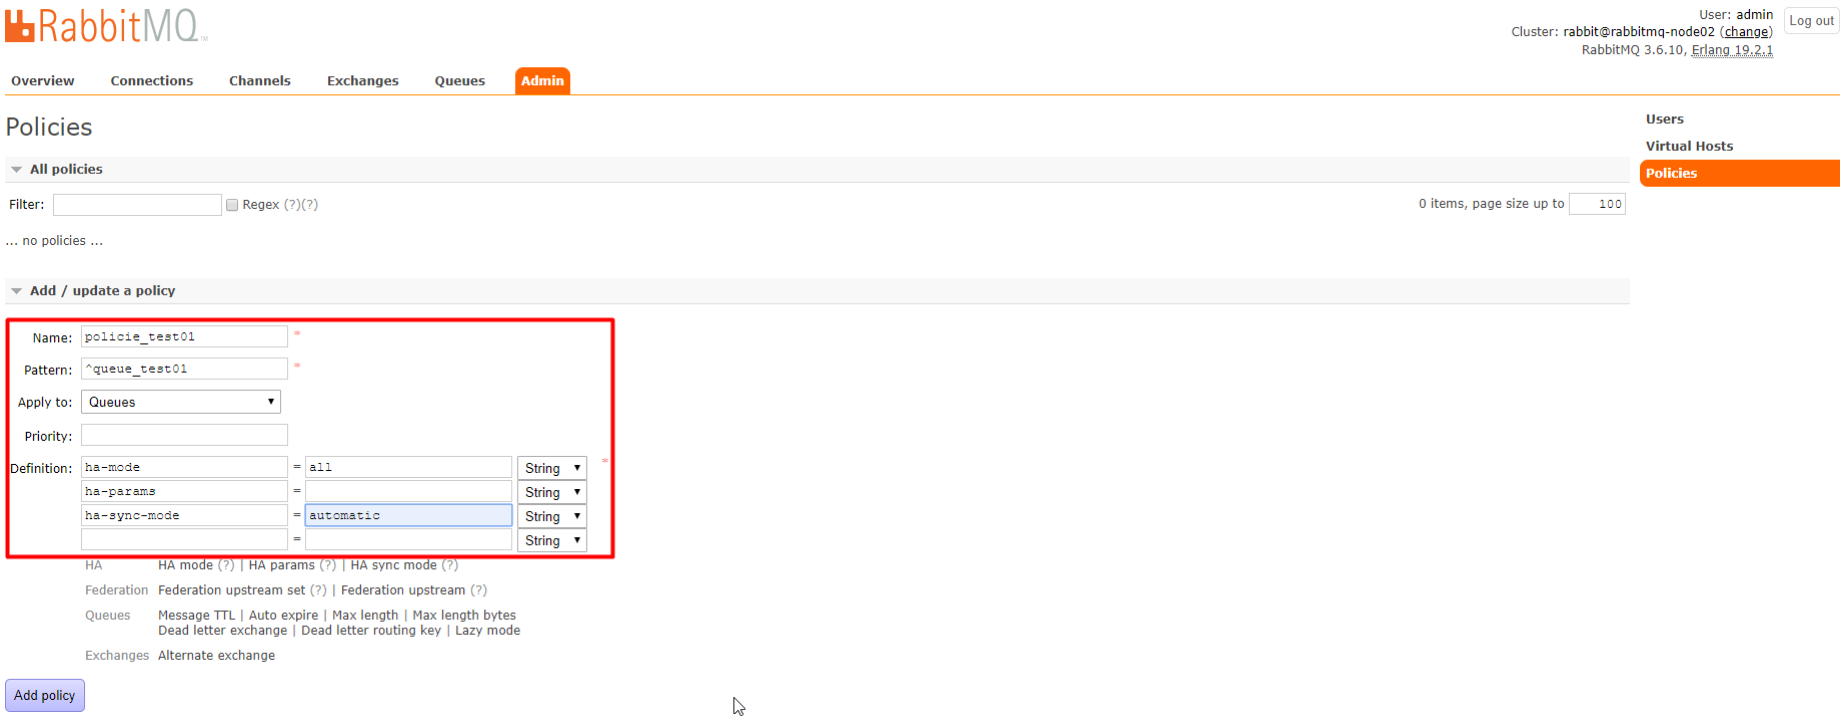 RabbitMQ™
User: admin
Log out
Cluster: rabbit@rabbitmq-node02 (change)
RabbitMQ 3.6.10, Erlang 19.2.1
Overview Connections Channels Exchanges Queues Admin
Policies
Users
Virtual Hosts
Policies
All policies
Filter: Regex (?)(?) 0 items, page size up to 100
... no policies ...
Add / update a policy
Name: policie_test01 *
Pattern: ^queue_test01 *
Apply to: Queues
Priority:
Definition: ha-mode = all String *
ha-params = String
ha-sync-mode = automatic String
= String
HA HA mode (?) | HA params (?) | HA sync mode (?)
Federation Federation upstream set (?) | Federation upstream (?)
Queues Message TTL | Auto expire | Max length | Max length bytes
Dead letter exchange | Dead letter routing key | Lazy mode
Exchanges Alternate exchange
Add policy